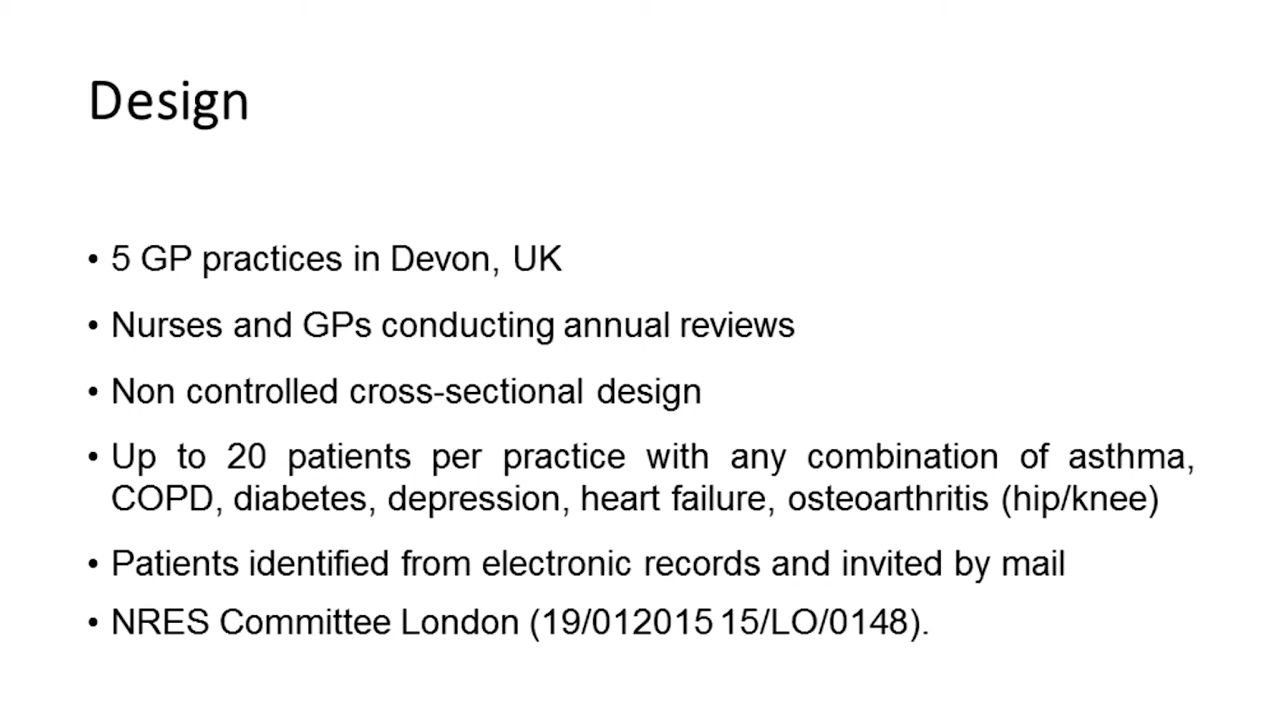 Design
• 5 GP practices in Devon, UK
• Nurses and GPs conducting annual reviews
• Non controlled cross-sectional design
• Up to 20 patients per practice with any combination of asthma,
COPD, diabetes, depression, heart failure, osteoarthritis (hip/knee)
• Patients identified from electronic records and invited by mail
• NRES Committee London (19/012015 15/LO/0148).